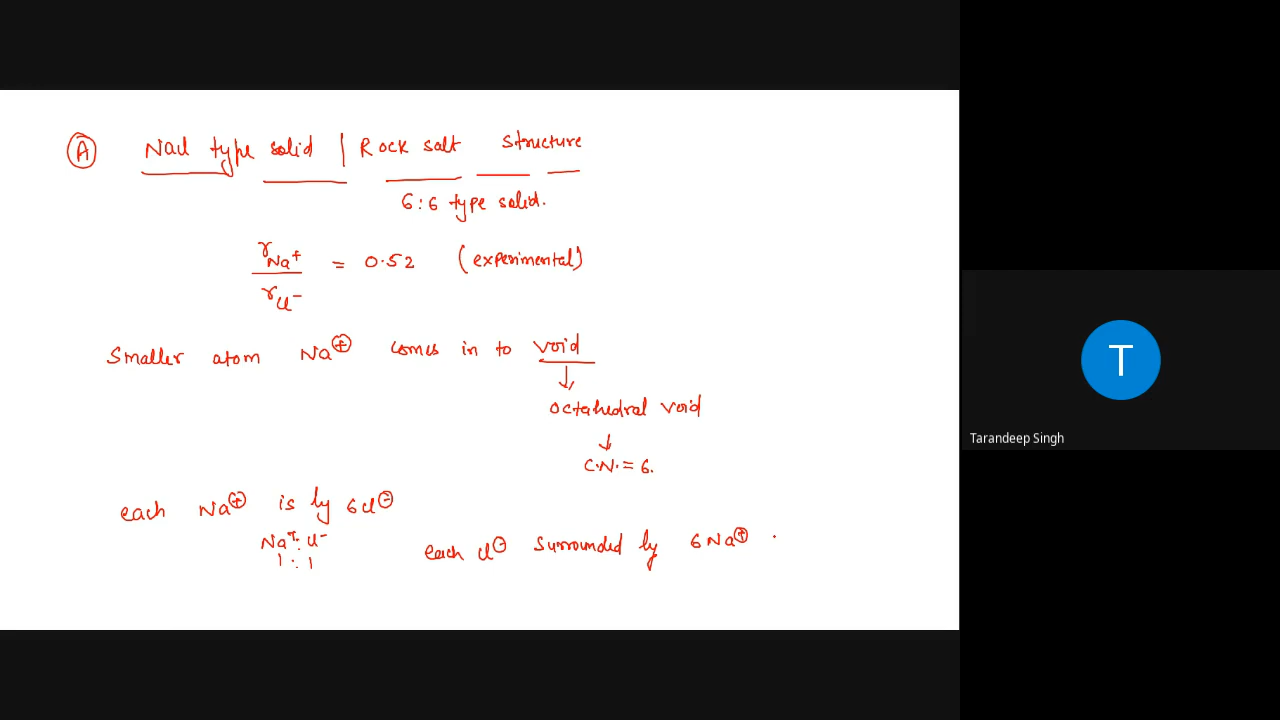 A NaCl type solid | Rock salt structure
6:6 type solid.
rNa+ / rCl- = 0.52 (experimental)
Smaller atom Na⊕ comes in to void
↓
octahedral void
↓
C.N. = 6.
each Na⊕ is by 6Cl⊖
Na+ : Cl-
1 : 1
each Cl⊖ surrounded by 6Na⊕ .
T
Tarandeep Singh